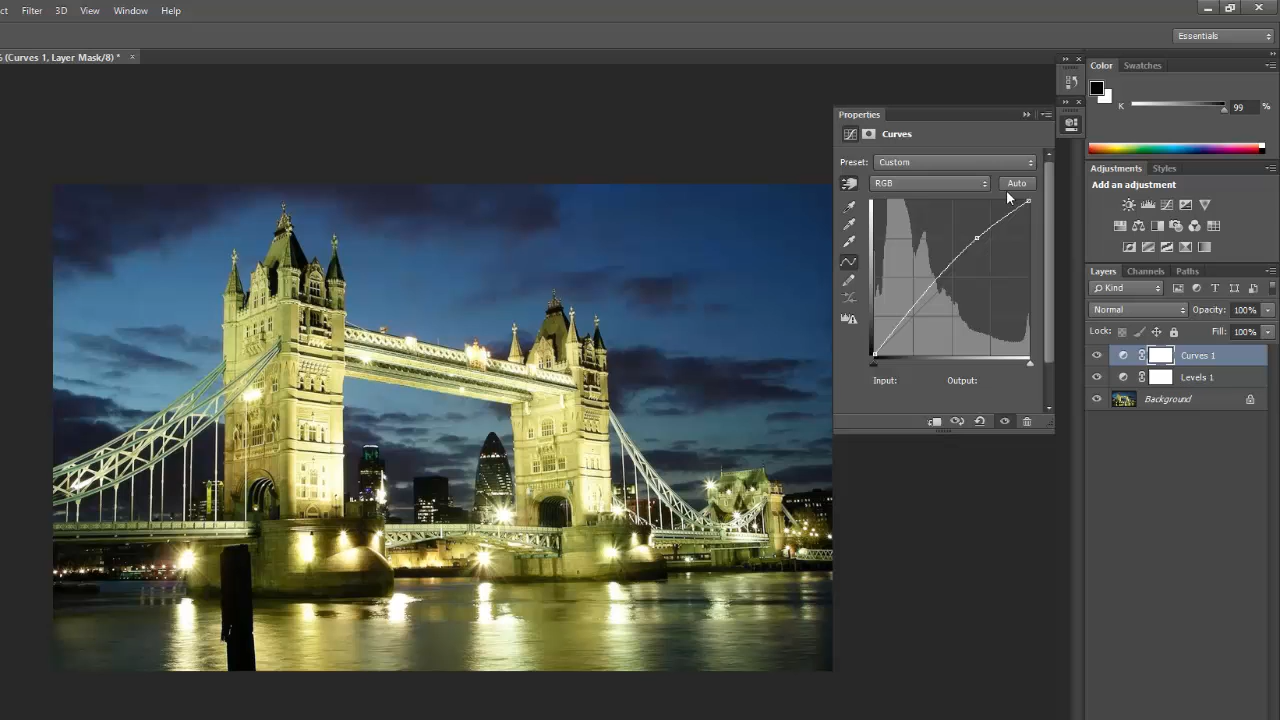 ct Filter 3D View Window Help
Essentials
% (Curves 1, Layer Mask/8) * ×
Color Swatches
K 99 %
Properties
Curves
Preset: Custom
RGB Auto
Input: Output:
Adjustments Styles
Add an adjustment
Layers Channels Paths
Kind
Normal Opacity: 100%
Lock: Fill: 100%
Curves 1
Levels 1
Background